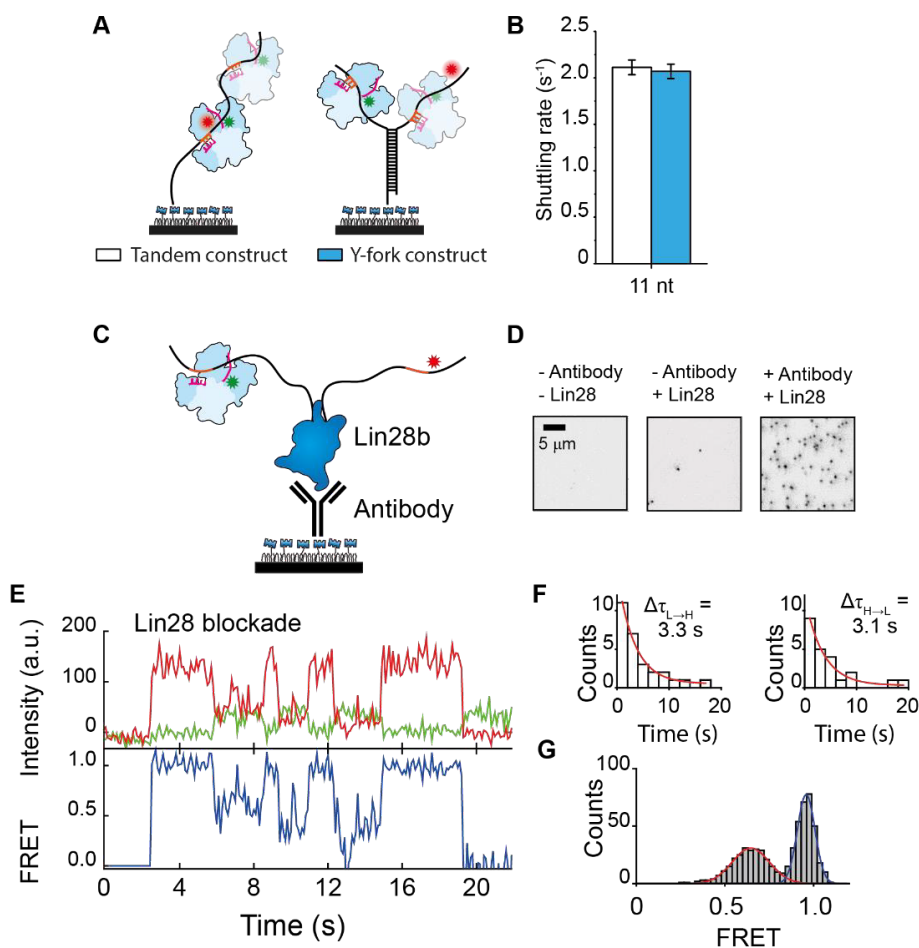 A
B
Shuttling rate (s⁻¹)
2.5
2.0
1.5
1.0
0.5
0
11 nt
Tandem construct
Y-fork construct
C
Lin28b
Antibody
D
- Antibody
- Lin28
- Antibody
+ Lin28
+ Antibody
+ Lin28
5 μm
E
Lin28 blockade
Intensity (a.u.)
200
100
0
FRET
1.0
0.5
0.0
0 4 8 12 16 20
Time (s)
F
Counts
10
5
0
Δτ L→H =
3.3 s
0 10 20
Time (s)
Counts
10
5
0
Δτ H→L =
3.1 s
0 10 20
Time (s)
G
Counts
100
50
0
0 0.5 1.0
FRET